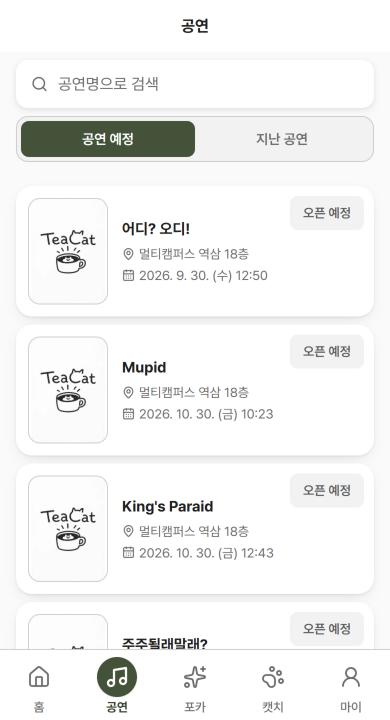 공연
공연명으로 검색
공연 예정
지난 공연
오픈 예정
TeaCat
어디? 오디!
멀티캠퍼스 역삼 18층
2026. 9. 30. (수) 12:50
오픈 예정
TeaCat
Mupid
멀티캠퍼스 역삼 18층
2026. 10. 30. (금) 10:23
오픈 예정
TeaCat
King's Paraid
멀티캠퍼스 역삼 18층
2026. 10. 30. (금) 12:43
오픈 예정
TeaCat
주주될래말래?
홈
공연
포카
캣치
마이